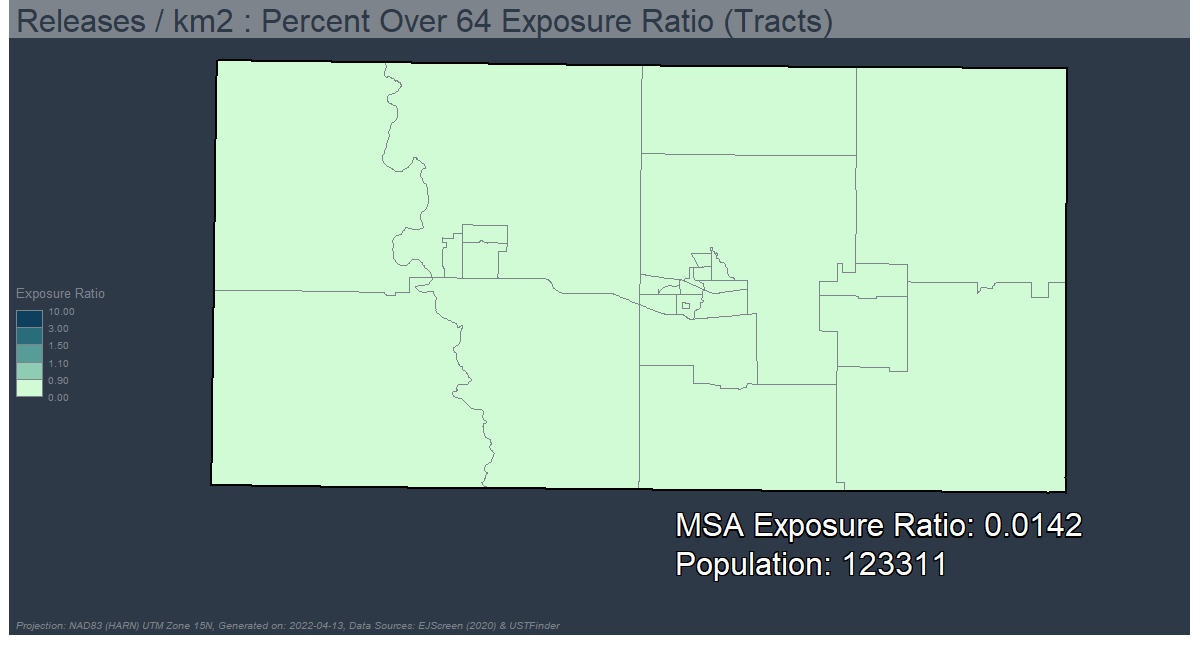 Releases / km2 : Percent Over 64 Exposure Ratio (Tracts)
Exposure Ratio
10.00
3.00
1.50
1.10
0.90
0.00
MSA Exposure Ratio: 0.0142
Population: 123311
Projection: NAD83 (HARN) UTM Zone 15N, Generated on: 2022-04-13, Data Sources: EJScreen (2020) & USTFinder